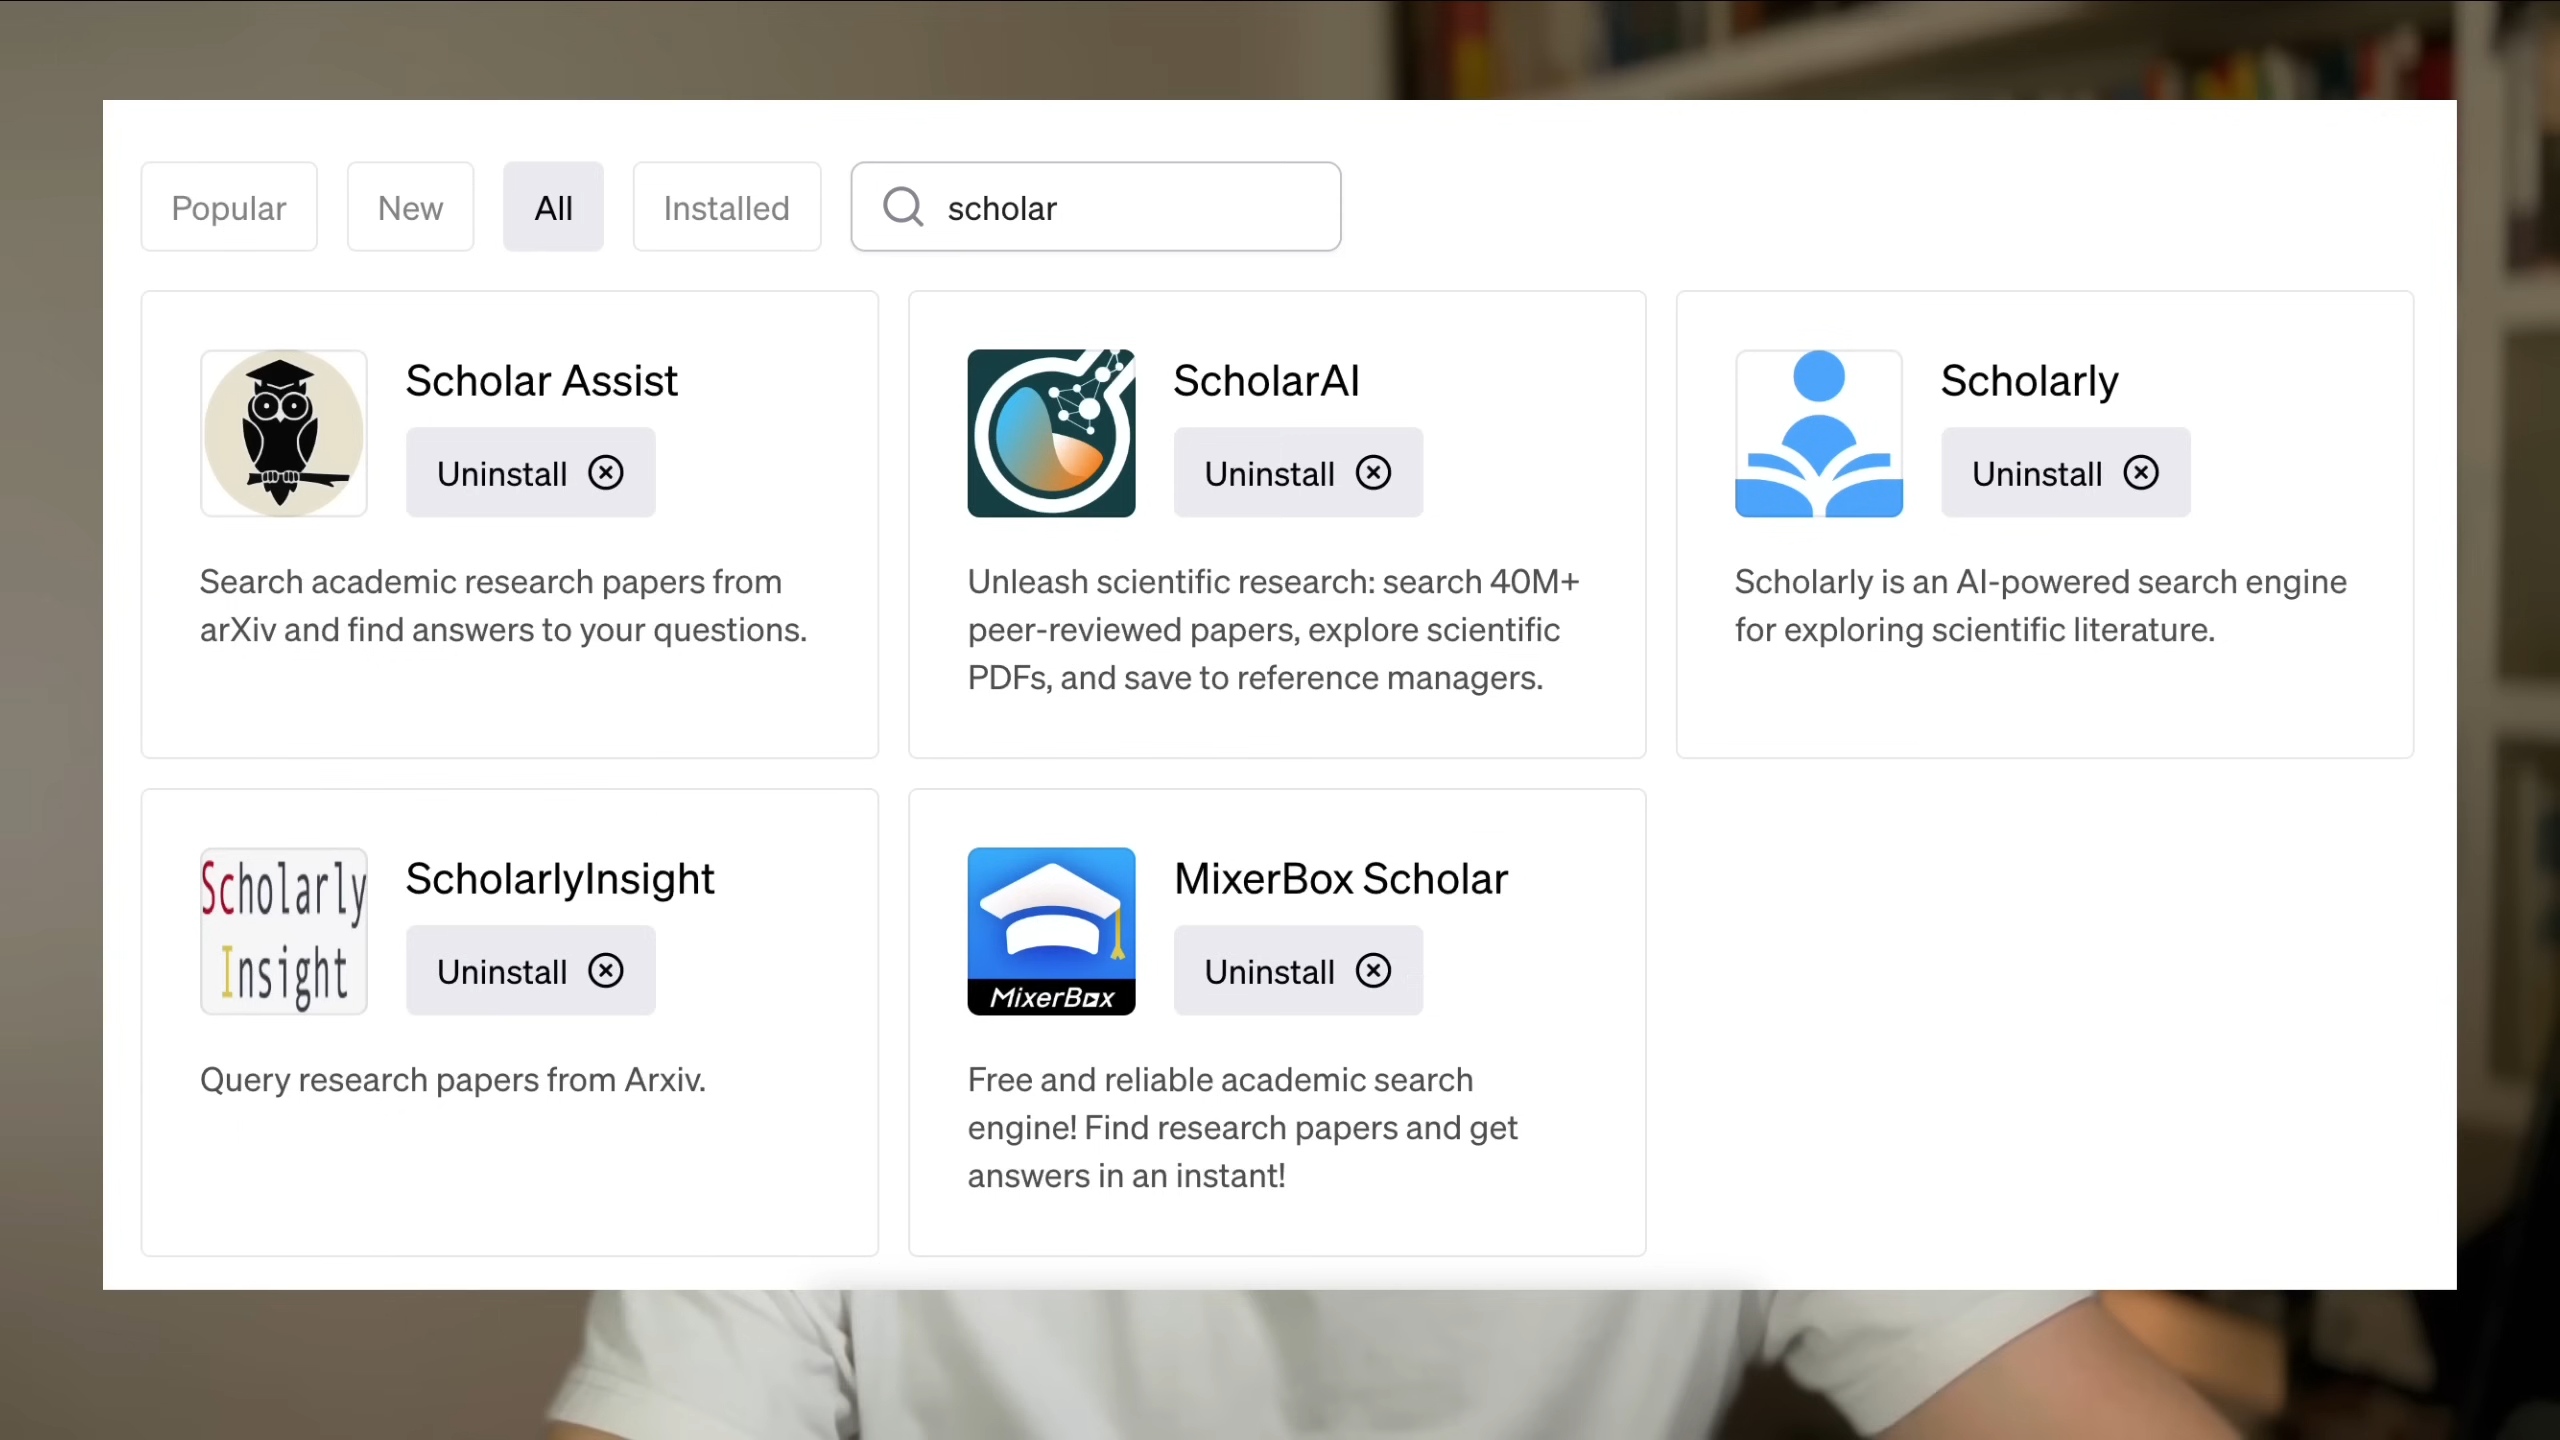 Popular
New
All
Installed
scholar
Scholar Assist
Uninstall
Search academic research papers from
arXiv and find answers to your questions.
ScholarAI
Uninstall
Unleash scientific research: search 40M+
peer-reviewed papers, explore scientific
PDFs, and save to reference managers.
Scholarly
Uninstall
Scholarly is an AI-powered search engine
for exploring scientific literature.
Scholarly
Insight
ScholarlyInsight
Uninstall
Query research papers from Arxiv.
MixerBox
MixerBox Scholar
Uninstall
Free and reliable academic search
engine! Find research papers and get
answers in an instant!